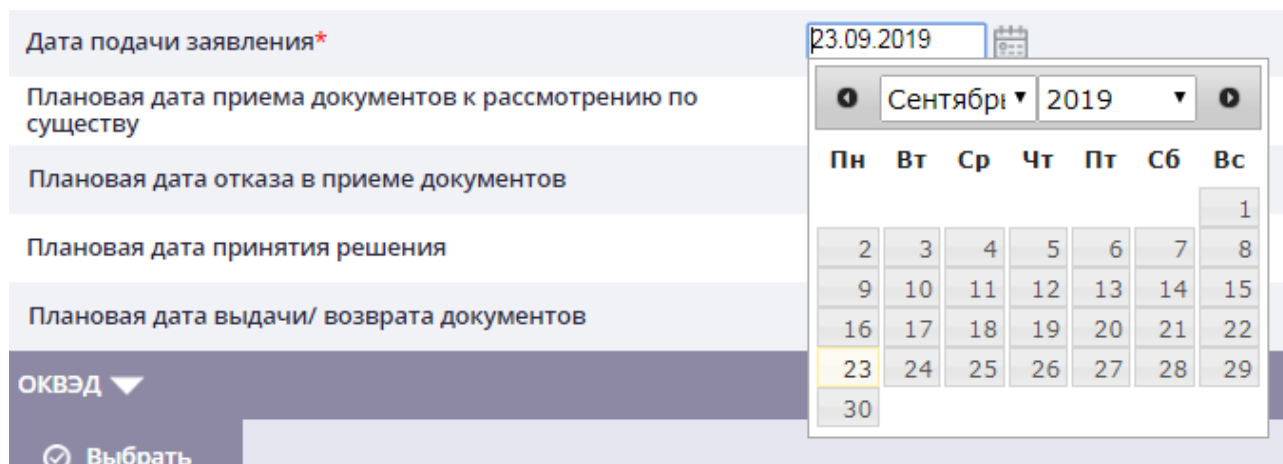 Дата подачи заявления*
23.09.2019
Плановая дата приема документов к рассмотрению по
существу
Сентябрь 2019
Пн Вт Ср Чт Пт Сб Вс
1
2 3 4 5 6 7 8
9 10 11 12 13 14 15
16 17 18 19 20 21 22
23 24 25 26 27 28 29
30
Плановая дата отказа в приеме документов
Плановая дата принятия решения
Плановая дата выдачи/ возврата документов
ОКВЭД
Выбрать